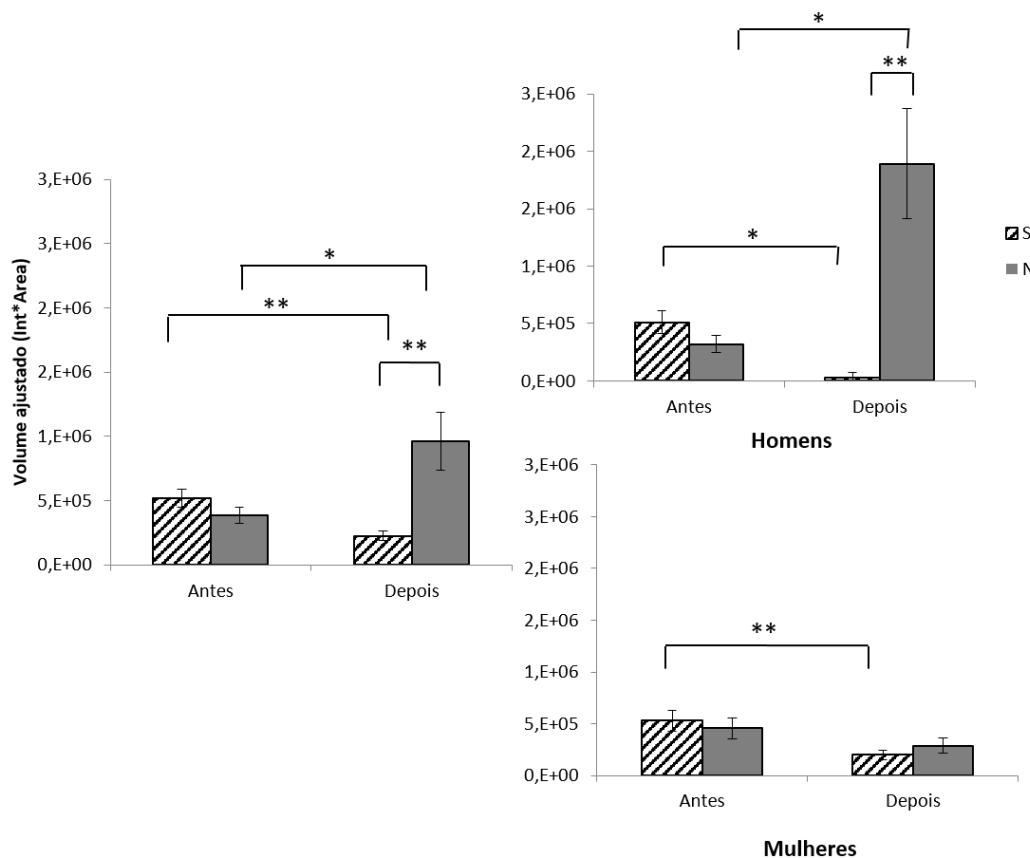 Volume ajustado (Int*Area)
3,E+06
3,E+06
2,E+06
2,E+06
1,E+06
5,E+05
0,E+00
*
**
**
Antes
Depois
*
**
3,E+06
2,E+06
2,E+06
1,E+06
5,E+05
0,E+00
*
Antes
Depois
Homens
S
N
3,E+06
3,E+06
2,E+06
2,E+06
1,E+06
5,E+05
0,E+00
**
Antes
Depois
Mulheres